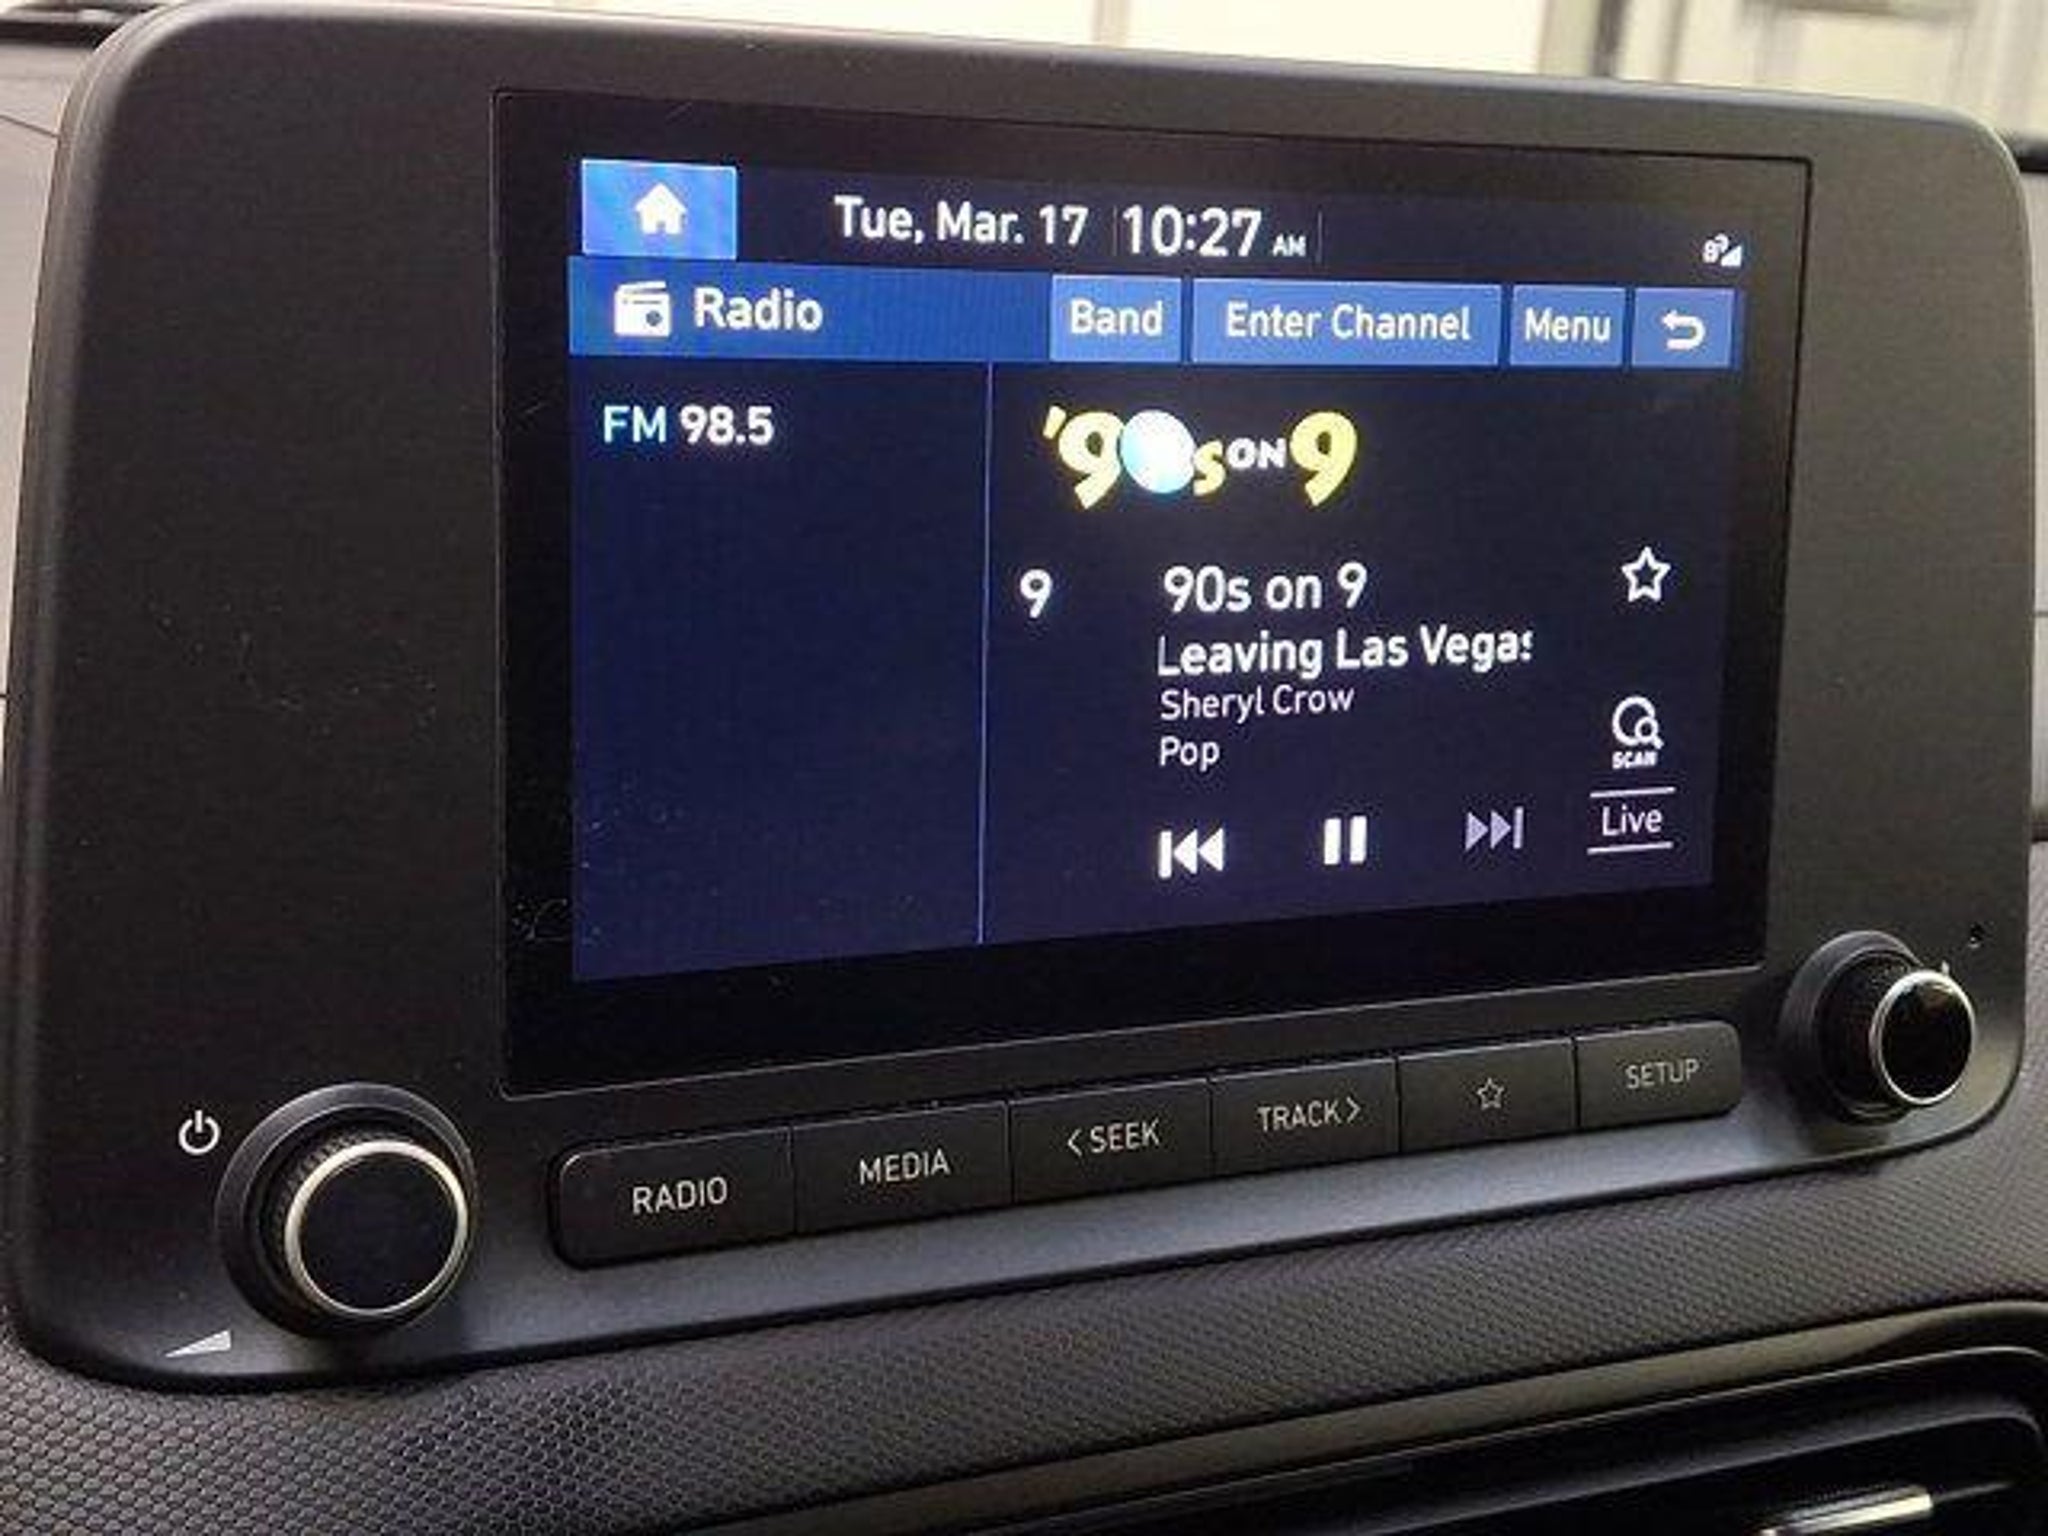 Tue, Mar. 17 10:27 AM
Radio Band Enter Channel Menu
FM 98.5
'90s ON 9
9 90s on 9
Leaving Las Vegas
Sheryl Crow
Pop
SCAN
Live
RADIO MEDIA <SEEK TRACK> SETUP